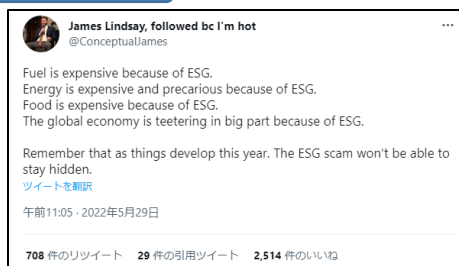 James Lindsay, followed bc I'm hot
@ConceptualJames
Fuel is expensive because of ESG.
Energy is expensive and precarious because of ESG.
Food is expensive because of ESG.
The global economy is teetering in big part because of ESG.
Remember that as things develop this year. The ESG scam won't be able to
stay hidden.
ツイートを翻訳
午前11:05 · 2022年5月29日
708 件のリツイート 29 件の引用ツイート 2,514 件のいいね